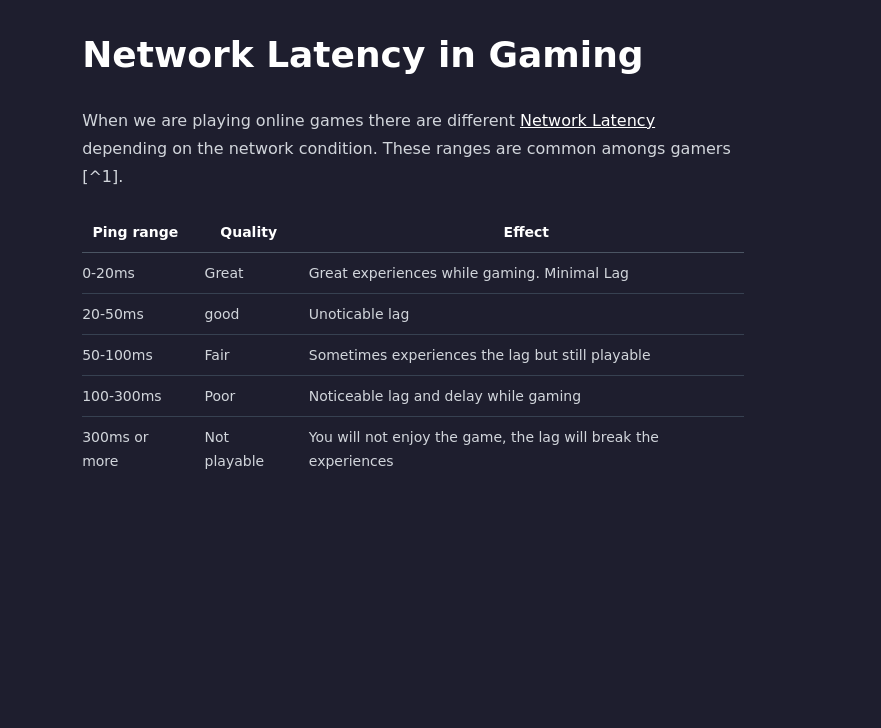 Network Latency in Gaming
When we are playing online games there are different Network Latency
depending on the network condition. These ranges are common amongs gamers
[^1].
Ping range Quality Effect
0-20ms Great Great experiences while gaming. Minimal Lag
20-50ms good Unoticable lag
50-100ms Fair Sometimes experiences the lag but still playable
100-300ms Poor Noticeable lag and delay while gaming
300ms or Not You will not enjoy the game, the lag will break the
more playable experiences